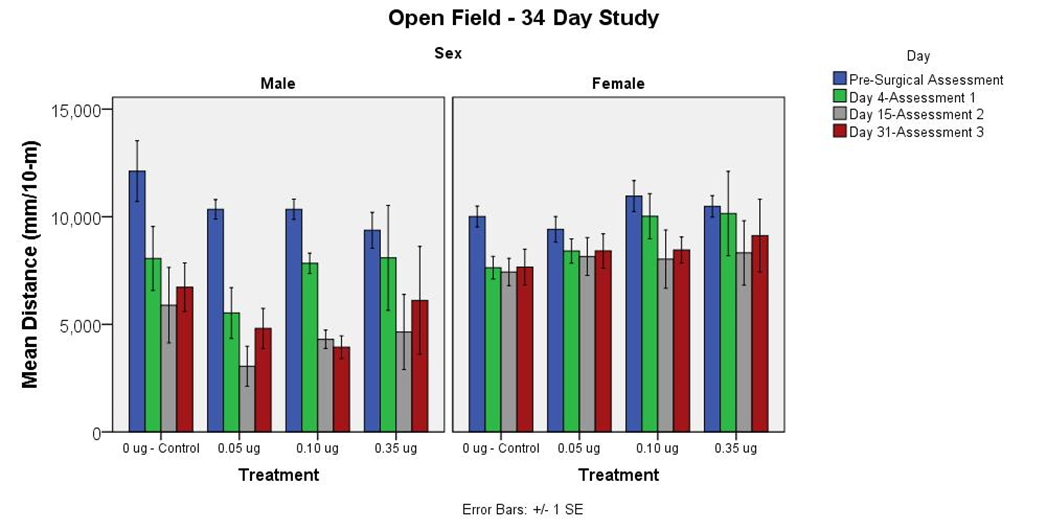 Open Field - 34 Day Study
Sex
Male
Female
Day
Pre-Surgical Assessment
Day 4-Assessment 1
Day 15-Assessment 2
Day 31-Assessment 3
Mean Distance (mm/10-m)
15,000
10,000
5,000
0
0 ug - Control
0.05 ug
0.10 ug
0.35 ug
0 ug - Control
0.05 ug
0.10 ug
0.35 ug
Treatment
Treatment
Error Bars: +/- 1 SE